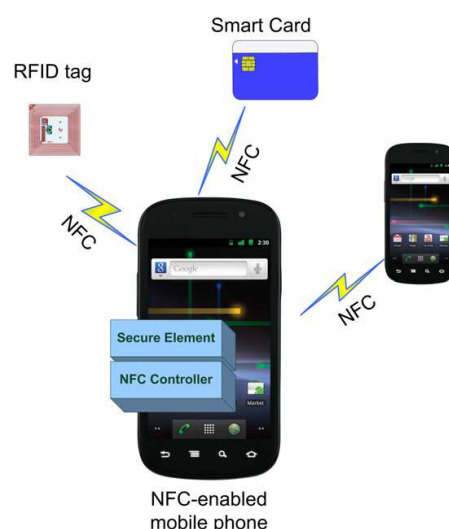 Smart Card
RFID tag
NFC
NFC
NFC
2:30
Google
Secure Element
NFC Controller
Market
NFC-enabled
mobile phone